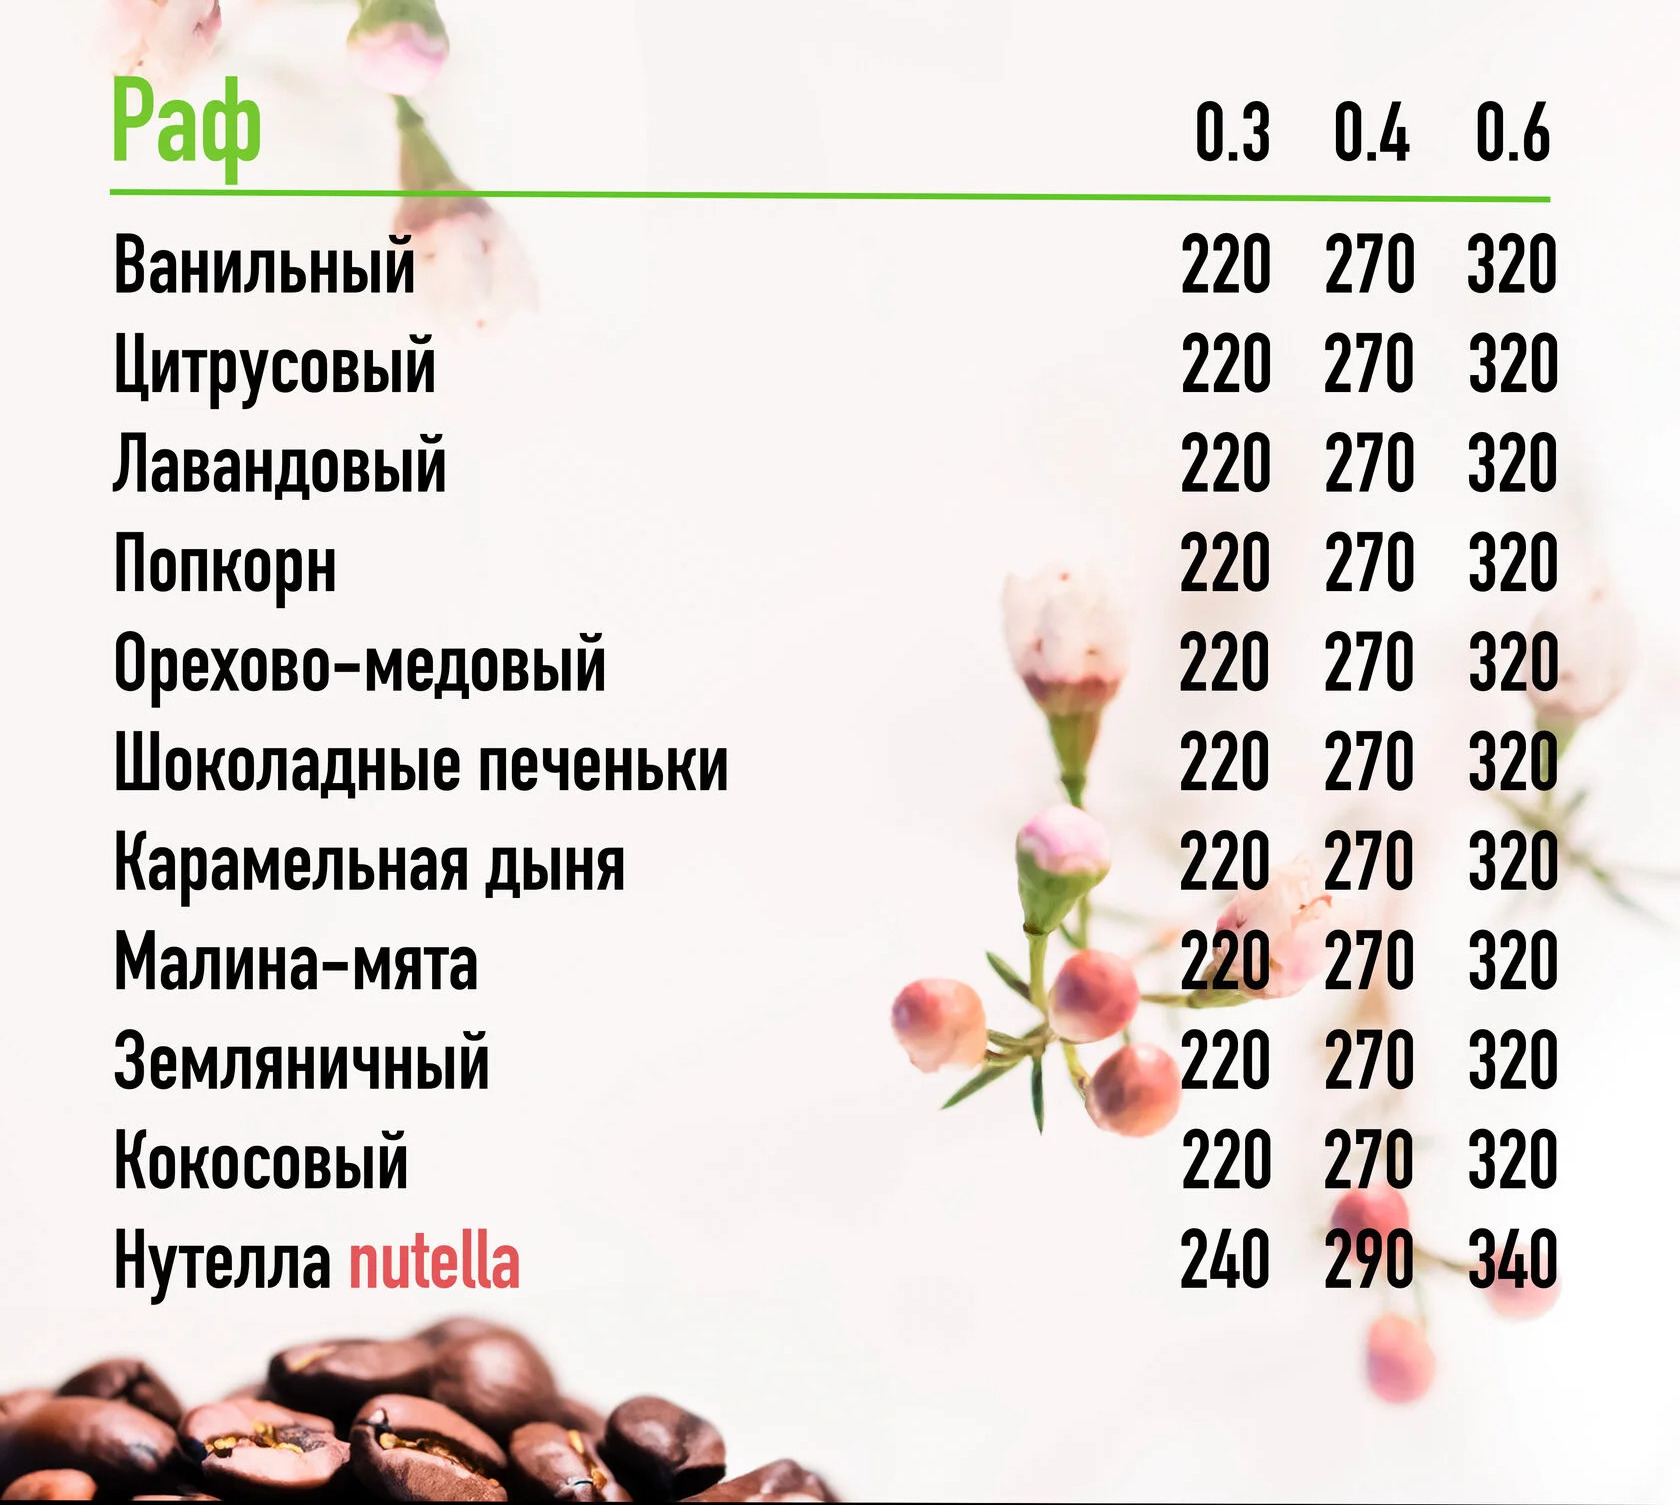 Раф 0.3 0.4 0.6
Ванильный 220 270 320
Цитрусовый 220 270 320
Лавандовый 220 270 320
Попкорн 220 270 320
Орехово-медовый 220 270 320
Шоколадные печеньки 220 270 320
Карамельная дыня 220 270 320
Малина-мята 220 270 320
Земляничный 220 270 320
Кокосовый 220 270 320
Нутелла nutella 240 290 340